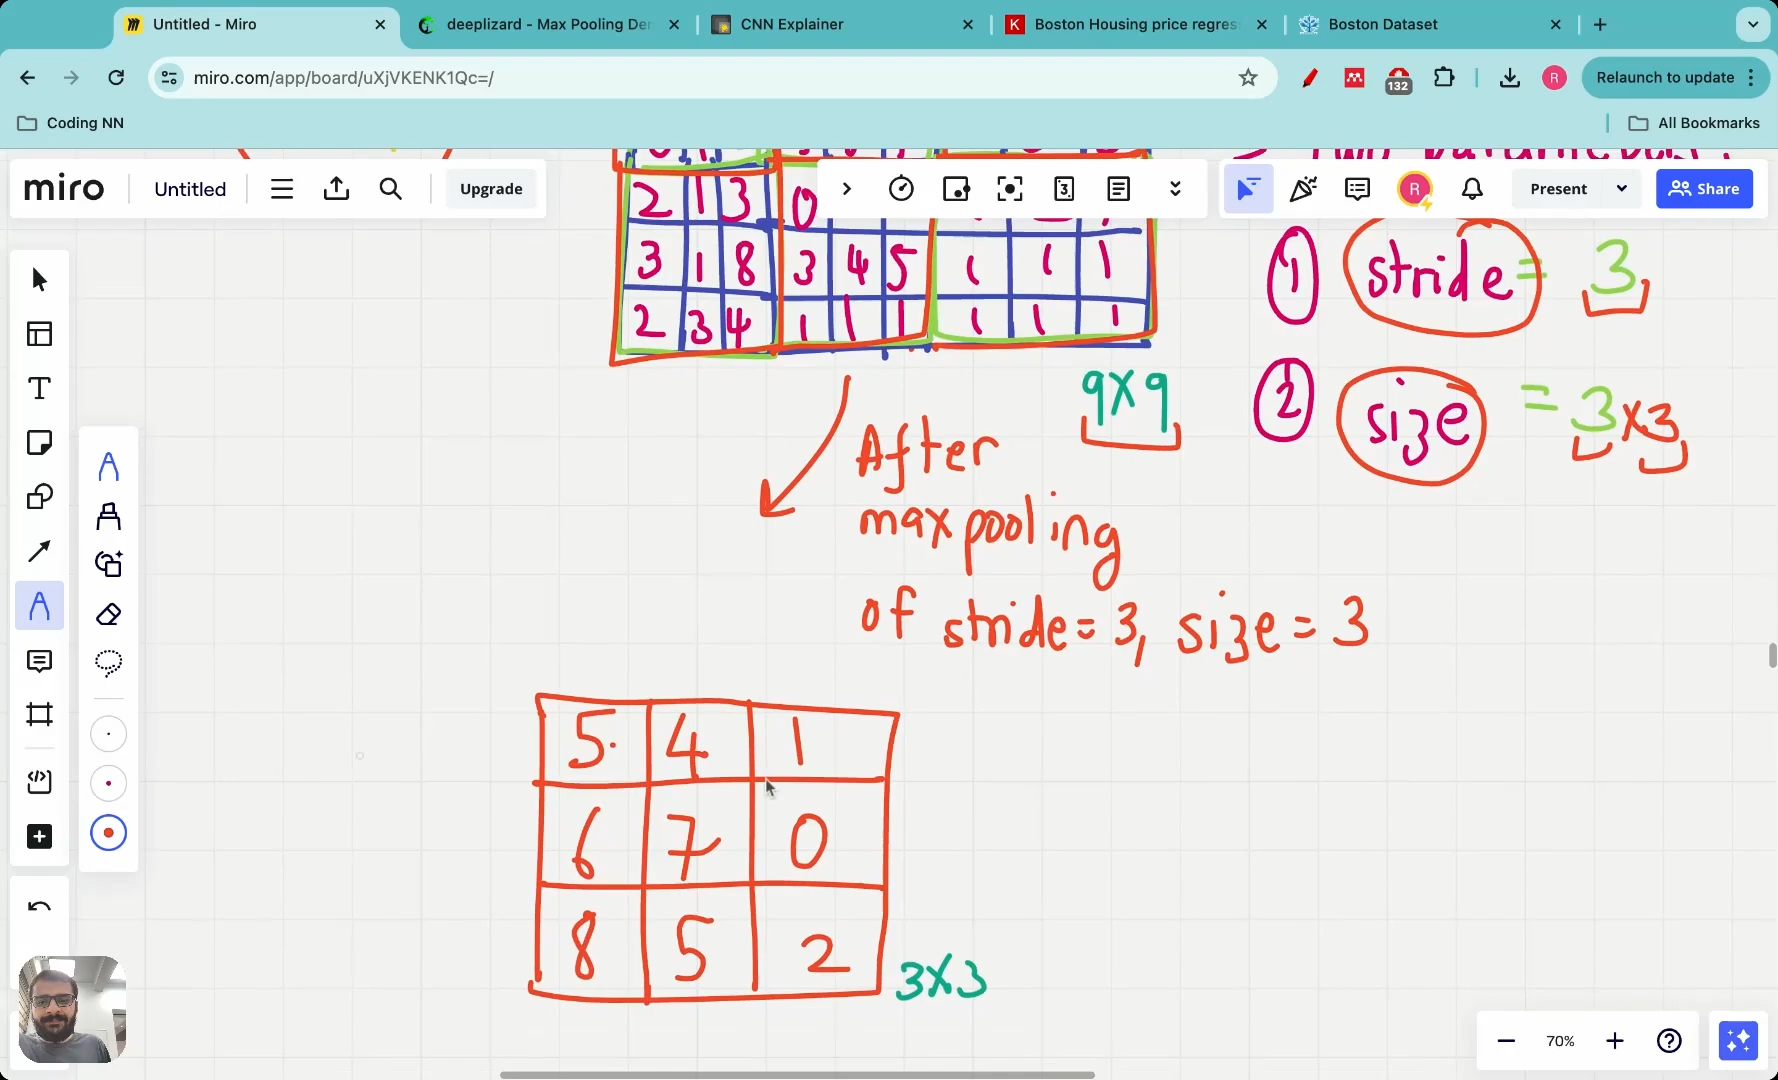 Untitled - Miro
deeplizard - Max Pooling De
CNN Explainer
K Boston Housing price regres
Boston Dataset
miro.com/app/board/uXjVKENK1Qc=/
132
R
Relaunch to update
Coding NN
All Bookmarks
miro
Untitled
Upgrade
3
R
Present
Share
2 1 3 0
3 1 8 3 4 5 1 1 1
2 3 4 1 1 1 1 1 1
1 stride = 3
2 size = 3x3
9x9
After
maxpooling
of stride = 3, size = 3
5 4 1
6 7 0
8 5 2
3x3
70%